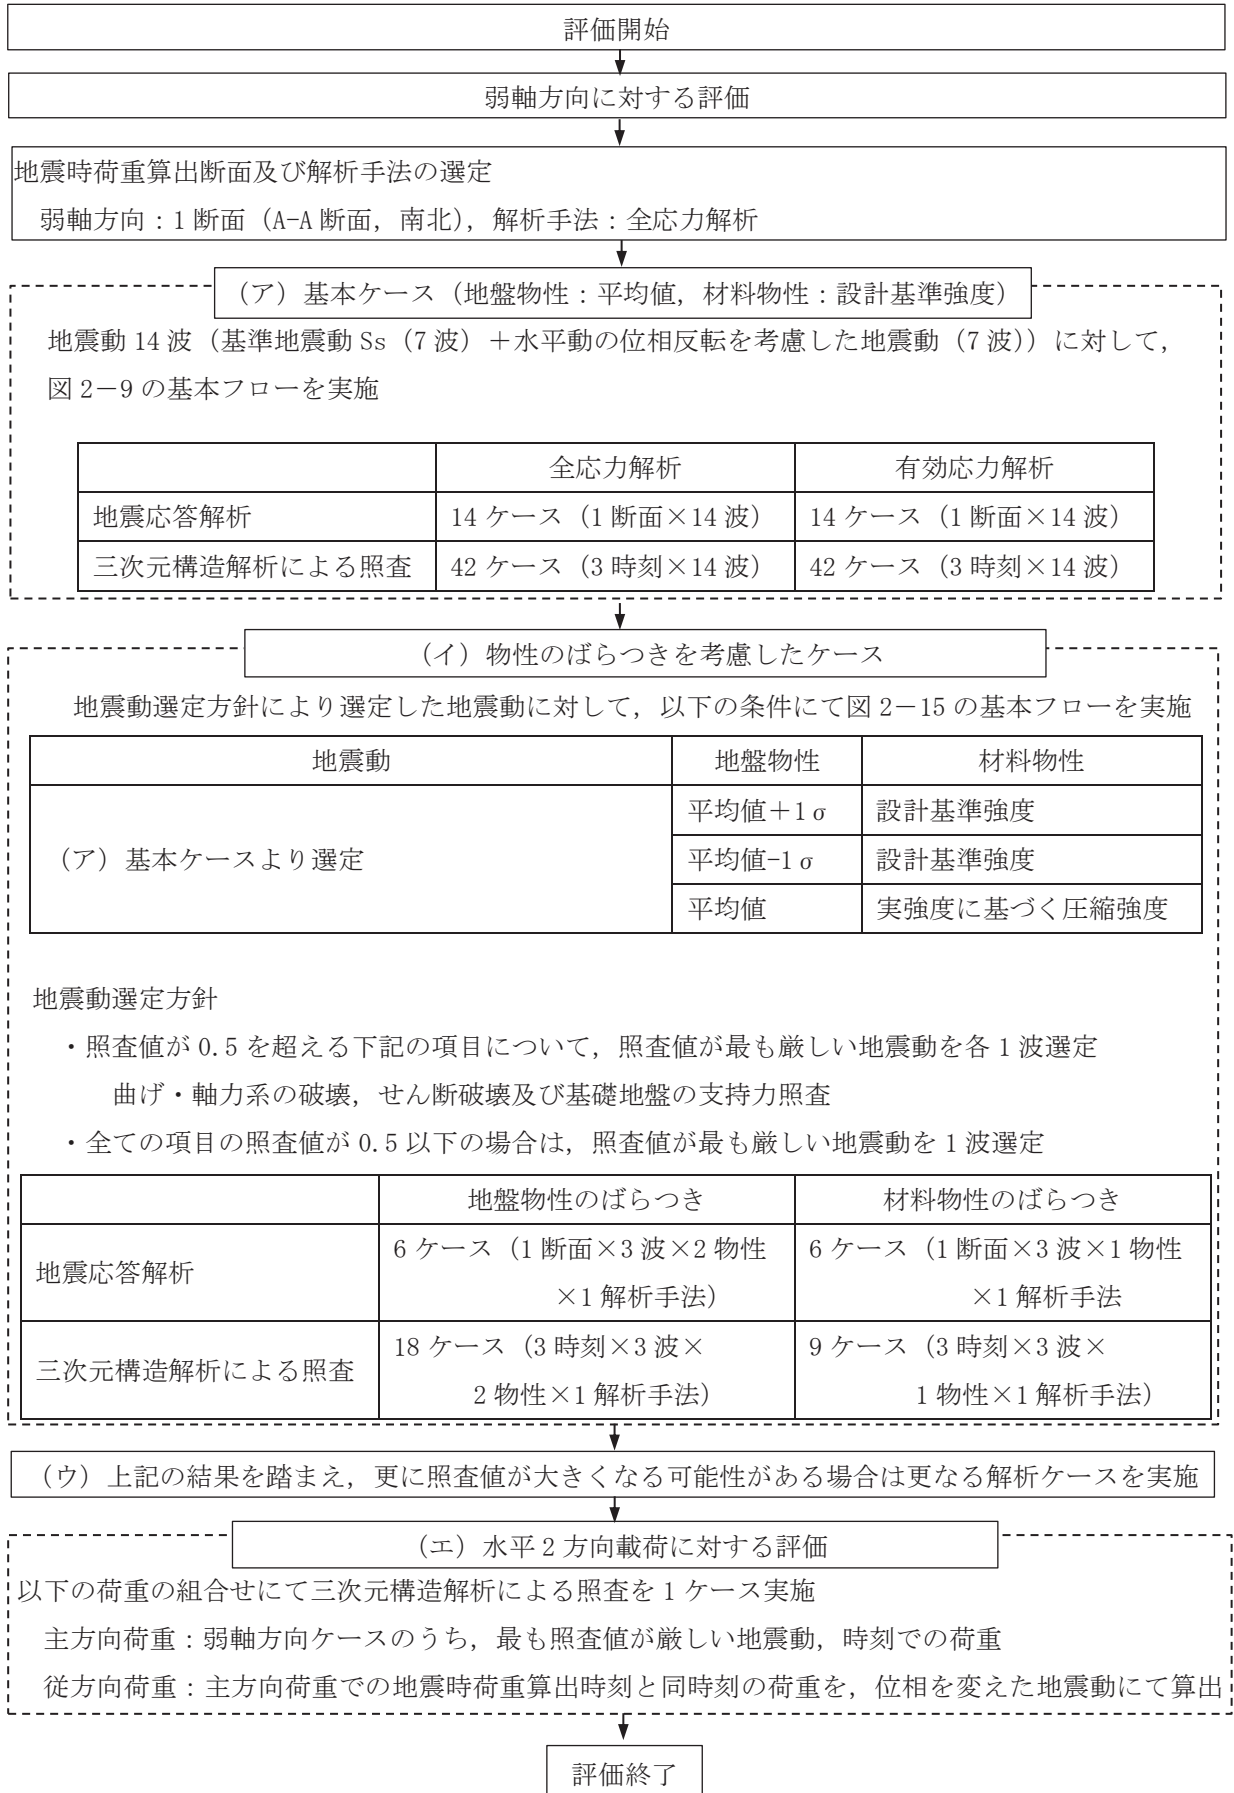 評価開始
弱軸方向に対する評価
地震時荷重算出断面及び解析手法の選定
弱軸方向：1断面（A-A断面，南北），解析手法：全応力解析
（ア）基本ケース（地盤物性：平均値，材料物性：設計基準強度）
地震動14波（基準地震動Ss（7波）＋水平動の位相反転を考慮した地震動（7波））に対して，
図2－9の基本フローを実施
全応力解析 有効応力解析
地震応答解析 14ケース（1断面×14波） 14ケース（1断面×14波）
三次元構造解析による照査 42ケース（3時刻×14波） 42ケース（3時刻×14波）
（イ）物性のばらつきを考慮したケース
地震動選定方針により選定した地震動に対して，以下の条件にて図2－15の基本フローを実施
地震動 地盤物性 材料物性
（ア）基本ケースより選定
平均値＋1σ 設計基準強度
平均値-1σ 設計基準強度
平均値 実強度に基づく圧縮強度
地震動選定方針
・照査値が0.5を超える下記の項目について，照査値が最も厳しい地震動を各1波選定
曲げ・軸力系の破壊，せん断破壊及び基礎地盤の支持力照査
・全ての項目の照査値が0.5以下の場合は，照査値が最も厳しい地震動を1波選定
地盤物性のばらつき 材料物性のばらつき
地震応答解析
6ケース（1断面×3波×2物性
×1解析手法）
6ケース（1断面×3波×1物性
×1解析手法
三次元構造解析による照査
18ケース（3時刻×3波×
2物性×1解析手法）
9ケース（3時刻×3波×
1物性×1解析手法）
（ウ）上記の結果を踏まえ，更に照査値が大きくなる可能性がある場合は更なる解析ケースを実施
（エ）水平2方向載荷に対する評価
以下の荷重の組合せにて三次元構造解析による照査を1ケース実施
主方向荷重：弱軸方向ケースのうち，最も照査値が厳しい地震動，時刻での荷重
従方向荷重：主方向荷重での地震時荷重算出時刻と同時刻の荷重を，位相を変えた地震動にて算出
評価終了